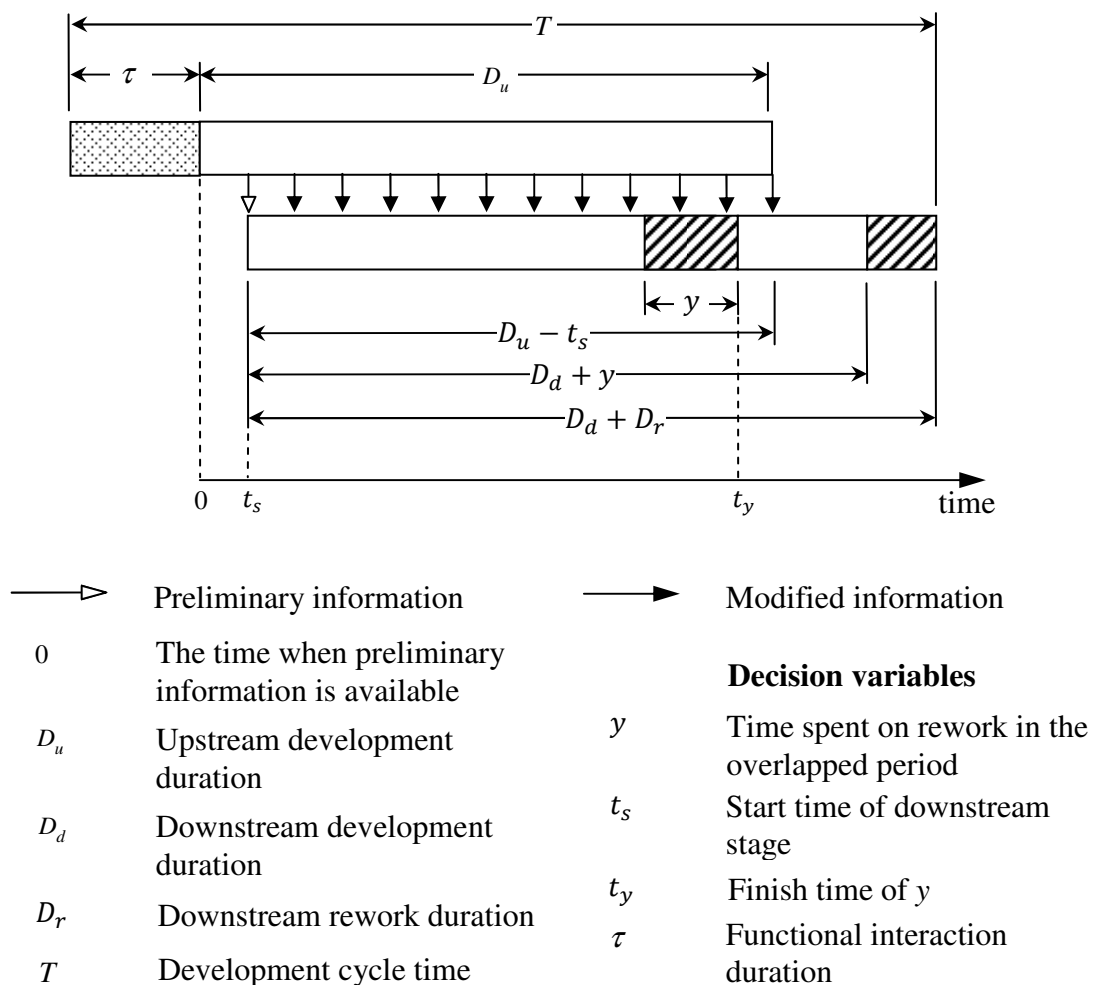 T
τ
D_u
y
D_u − t_s
D_d + y
D_d + D_r
0
t_s
t_y
time
Preliminary information
Modified information
0
The time when preliminary
information is available
Decision variables
D_u
Upstream development
duration
y
Time spent on rework in the
overlapped period
D_d
Downstream development
duration
t_s
Start time of downstream
stage
D_r
Downstream rework duration
t_y
Finish time of y
T
Development cycle time
τ
Functional interaction
duration